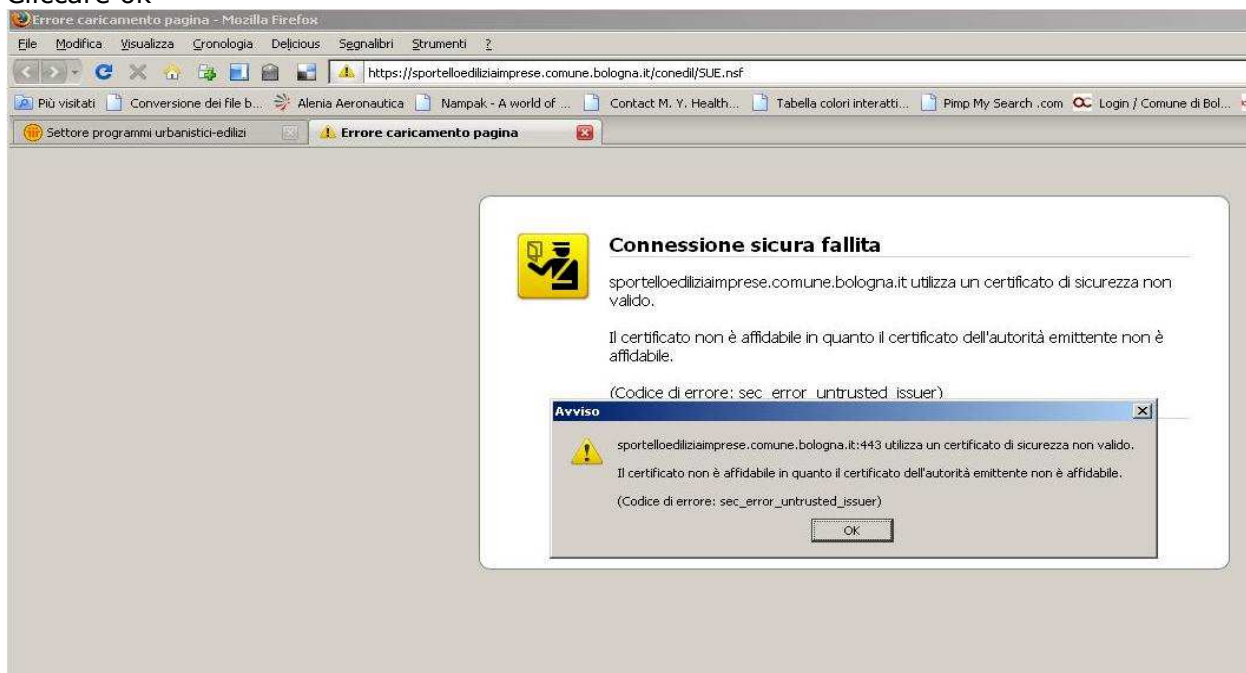 Cliccare ok
Errore caricamento pagina - Mozilla Firefox
File Modifica Visualizza Cronologia Delicious Segnalibri Strumenti ?
https://sportelloediliziaimprese.comune.bologna.it/conedil/SUE.nsf
Più visitati Conversione dei file b... Alenia Aeronautica Nampak - A world of ... Contact M. Y. Health... Tabella colori interatti... Pimp My Search .com Login / Comune di Bol...
Settore programmi urbanistici-edilizi Errore caricamento pagina
Connessione sicura fallita
sportelloediliziaimprese.comune.bologna.it utilizza un certificato di sicurezza non
valido.
Il certificato non è affidabile in quanto il certificato dell'autorità emittente non è
affidabile.
(Codice di errore: sec_error_untrusted_issuer)
Avviso
sportelloediliziaimprese.comune.bologna.it:443 utilizza un certificato di sicurezza non valido.
Il certificato non è affidabile in quanto il certificato dell'autorità emittente non è affidabile.
(Codice di errore: sec_error_untrusted_issuer)
OK